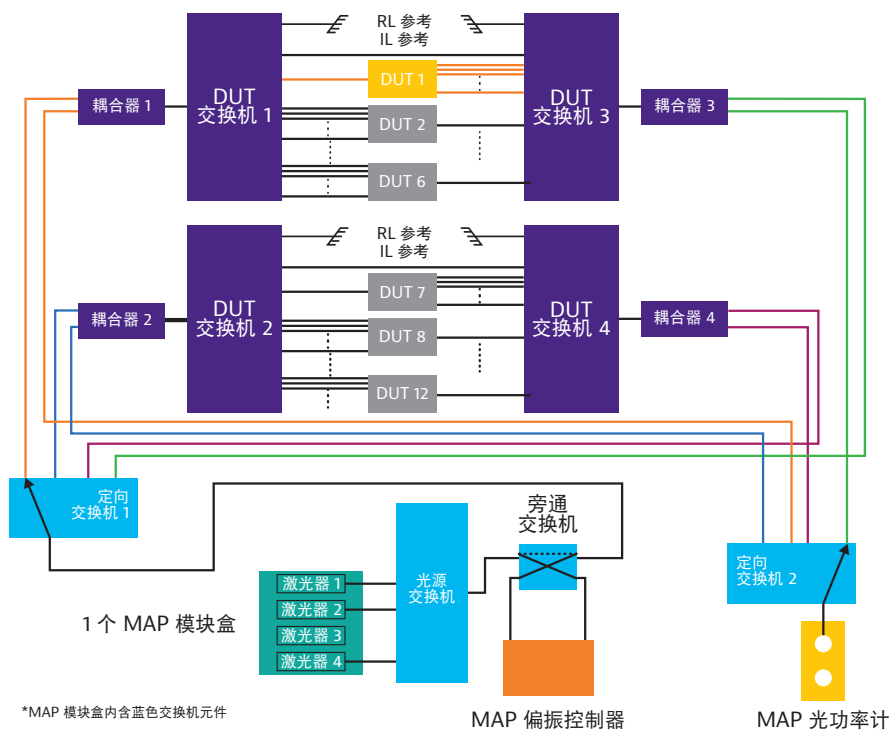 RL 参考
IL 参考
DUT
交换机 1
DUT
交换机 3
耦合器 1
耦合器 3
DUT 1
DUT 2
DUT 6
RL 参考
IL 参考
DUT
交换机 2
DUT
交换机 4
耦合器 2
耦合器 4
DUT 7
DUT 8
DUT 12
定向
交换机 1
旁通
交换机
定向
交换机 2
光源
交换机
激光器 1
激光器 2
激光器 3
激光器 4
1 个 MAP 模块盒
*MAP 模块盒内含蓝色交换机元件
MAP 偏振控制器
MAP 光功率计